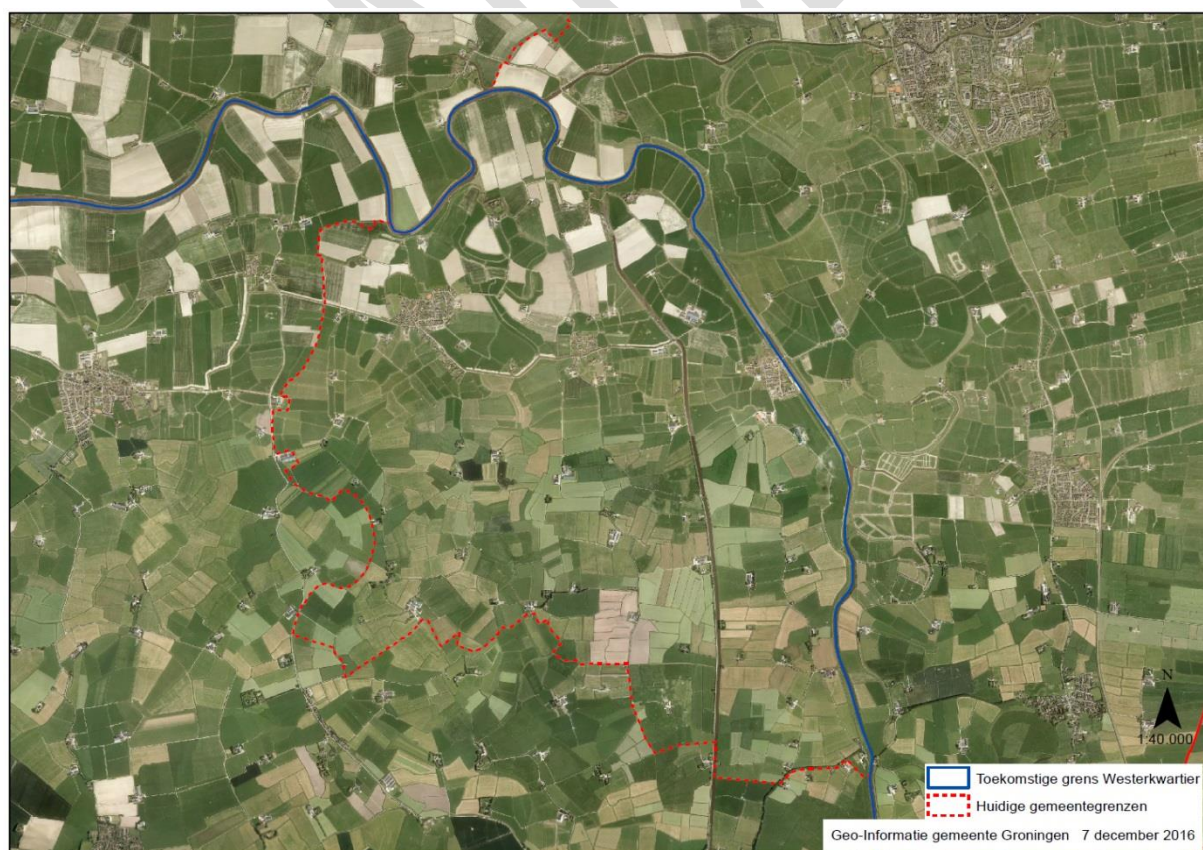 N
1:40.000
Toekomstige grens Westerkwartier
Huidige gemeentegrenzen
Geo-Informatie gemeente Groningen 7 december 2016